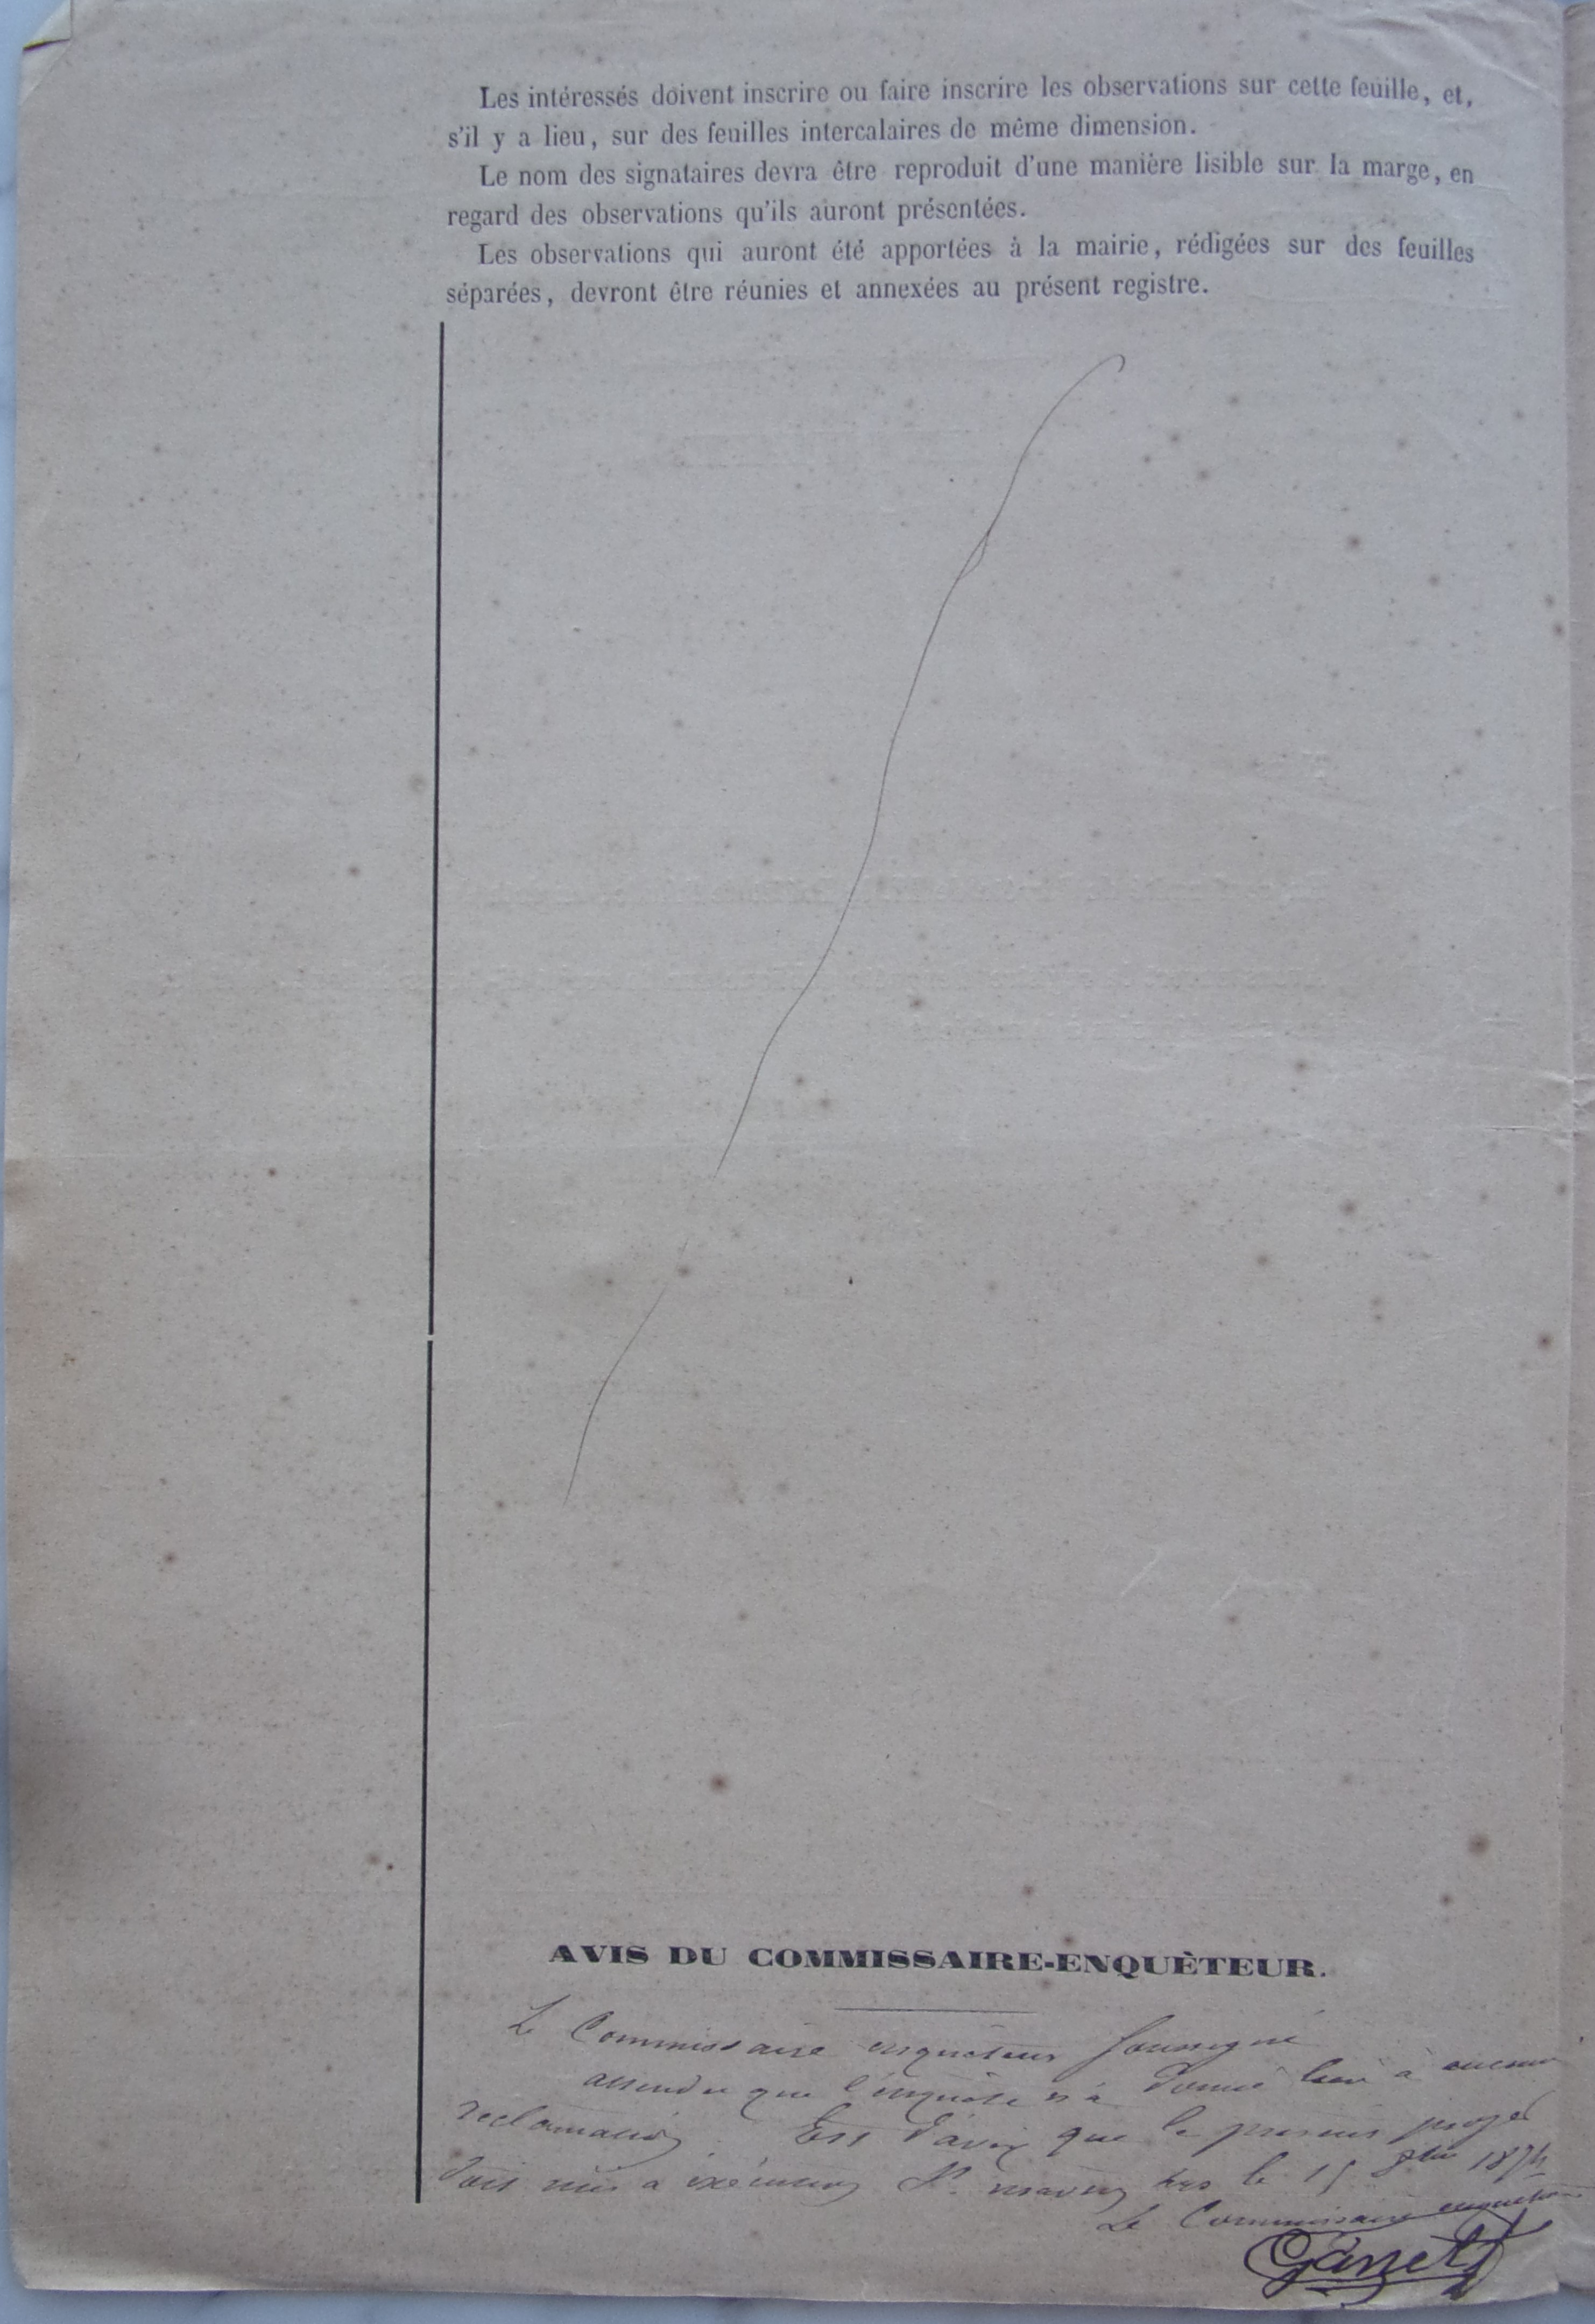 Les intéressés doivent inscrire ou faire inscrire les observations sur cette feuille, et,
s'il y a lieu, sur des feuilles intercalaires de même dimension.
Le nom des signataires devra être reproduit d'une manière lisible sur la marge, en
regard des observations qu'ils auront présentées.
Les observations qui auront été apportées à la mairie, rédigées sur des feuilles
séparées, devront être réunies et annexées au présent registre.
AVIS DU COMMISSAIRE-ENQUÈTEUR.
Le Commissaire enquêteur soussigné
attendu que l'enquête n'a donné lieu à aucune
reclamation. Est d'avis que le présent projet
soit mis à exécution le 15 1874
Le Commissaire enquêteur